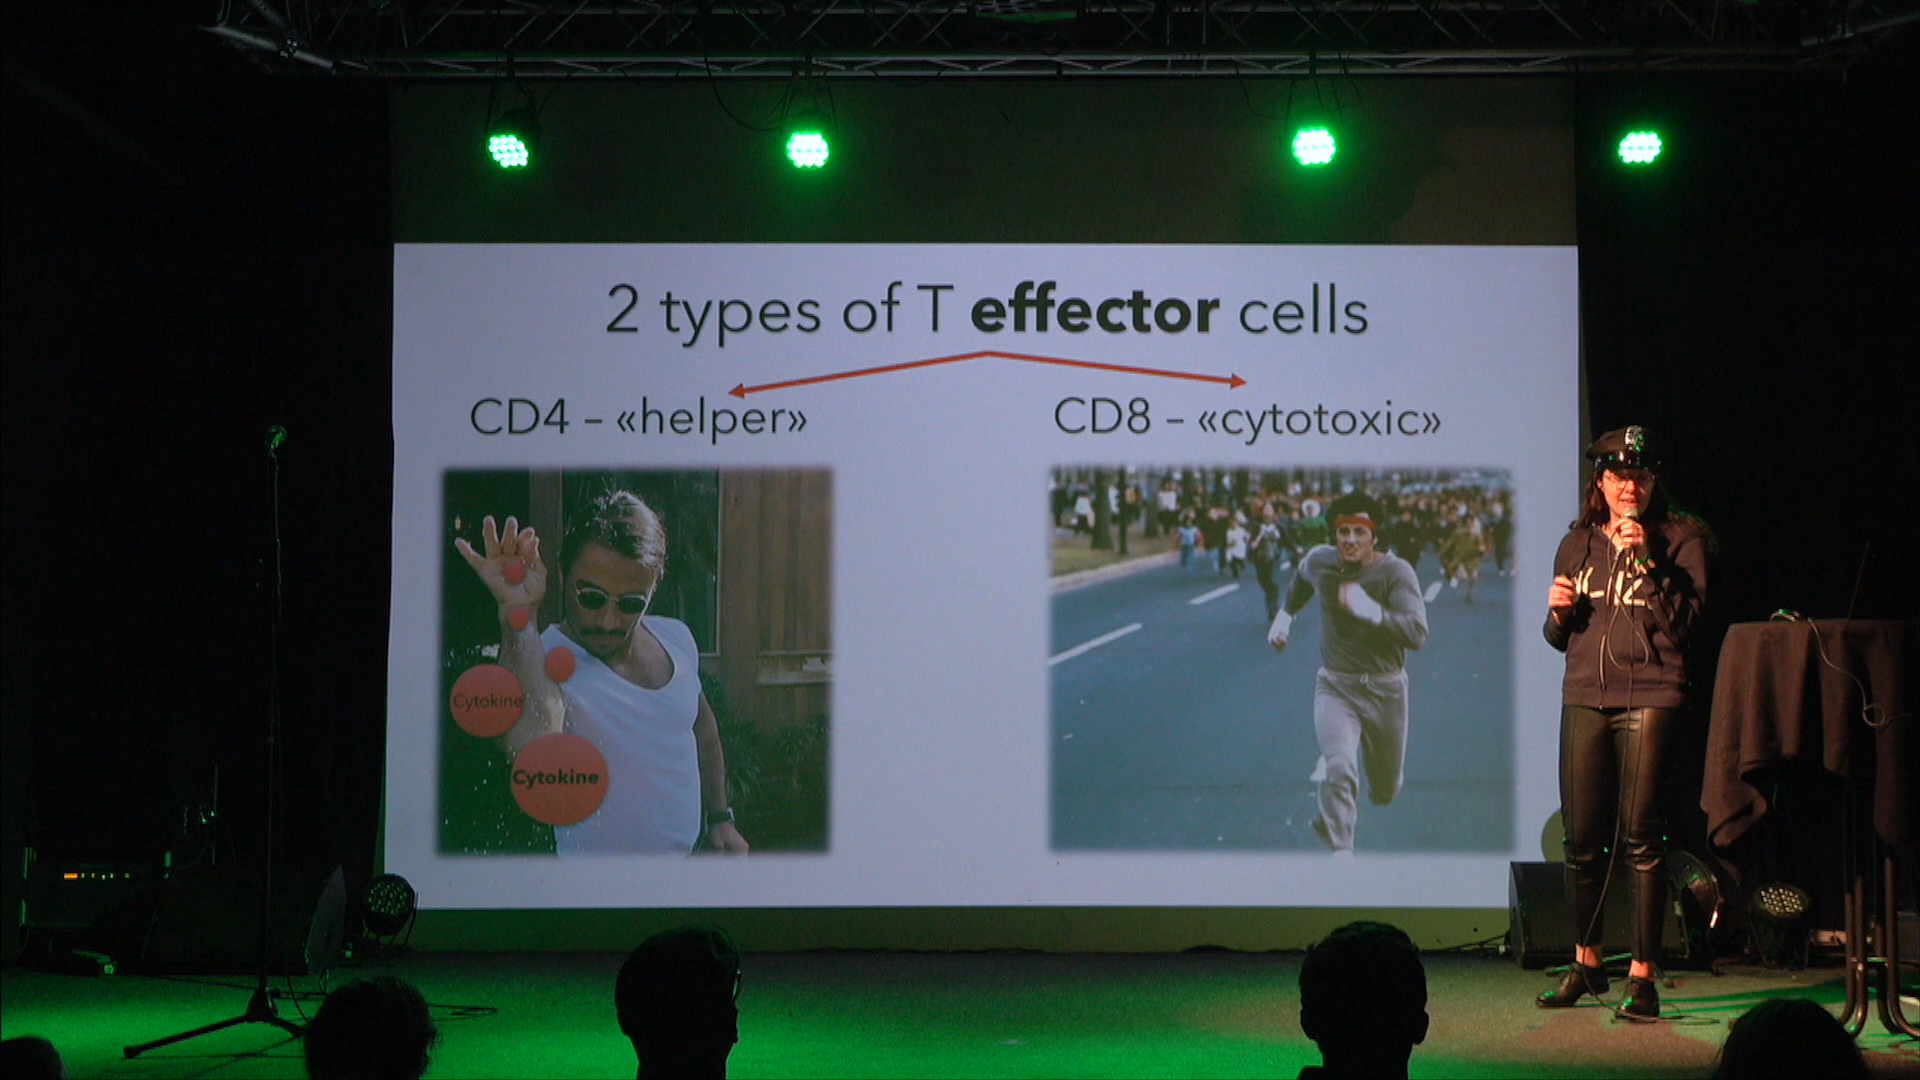 2 types of T effector cells
CD4 – «helper»
CD8 – «cytotoxic»
Cytokine
Cytokine